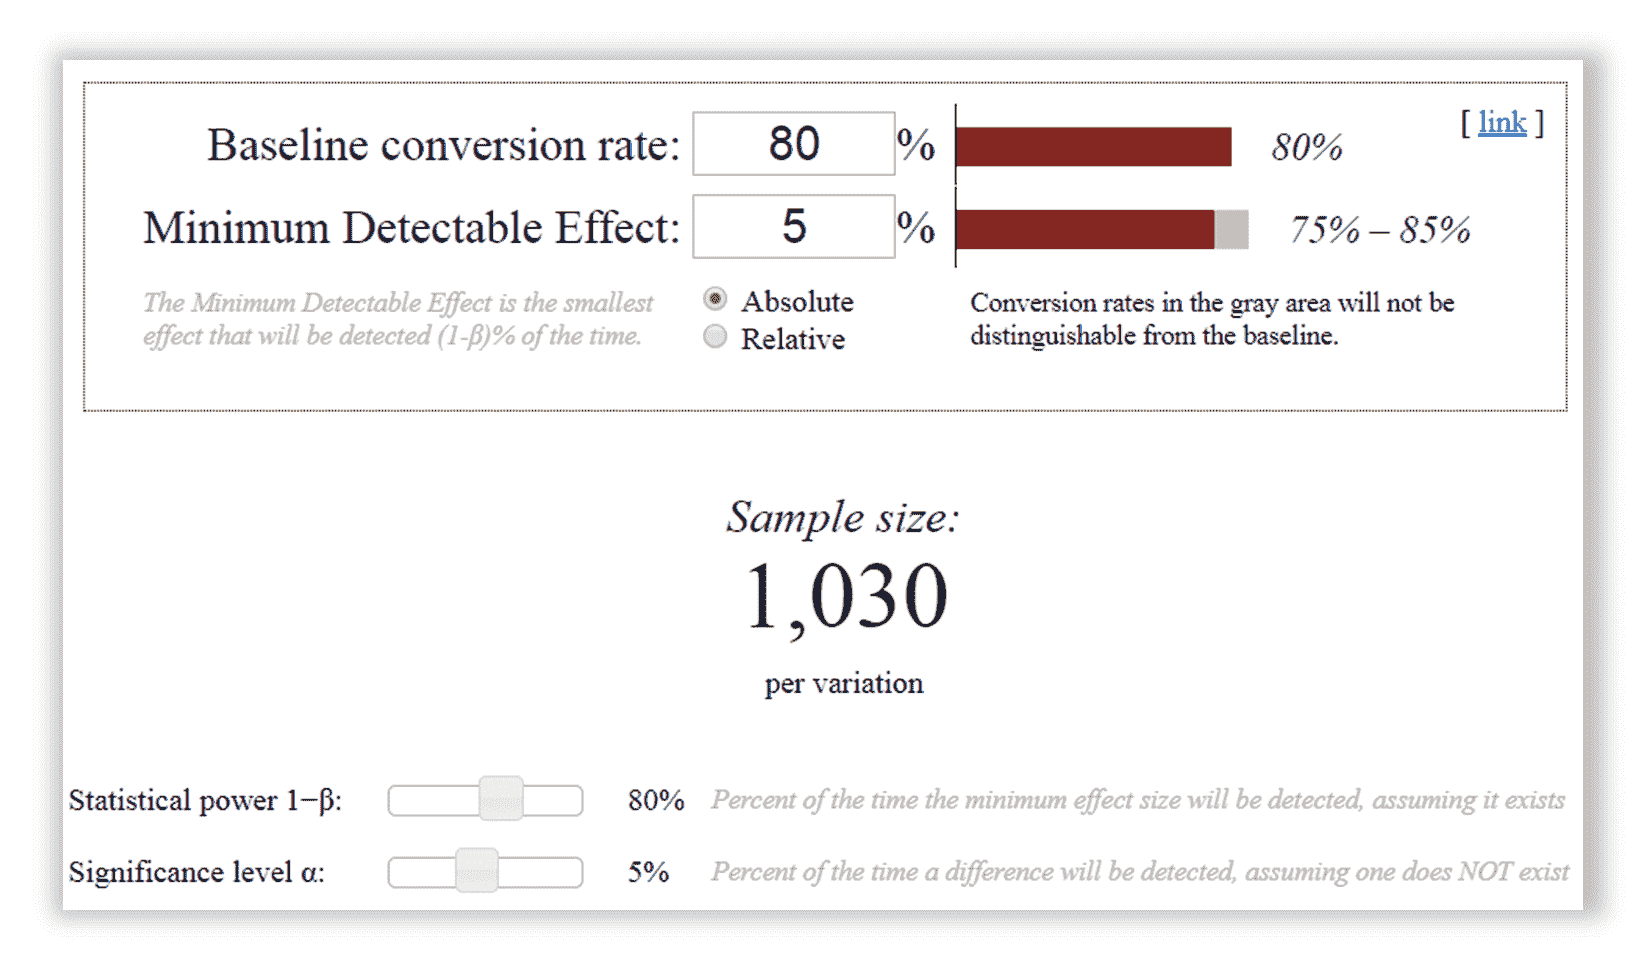 [ link ]
Baseline conversion rate: 80 % 80%
Minimum Detectable Effect: 5 % 75% – 85%
The Minimum Detectable Effect is the smallest
effect that will be detected (1-β)% of the time.
Absolute
Relative
Conversion rates in the gray area will not be
distinguishable from the baseline.
Sample size:
1,030
per variation
Statistical power 1−β: 80% Percent of the time the minimum effect size will be detected, assuming it exists
Significance level α: 5% Percent of the time a difference will be detected, assuming one does NOT exist